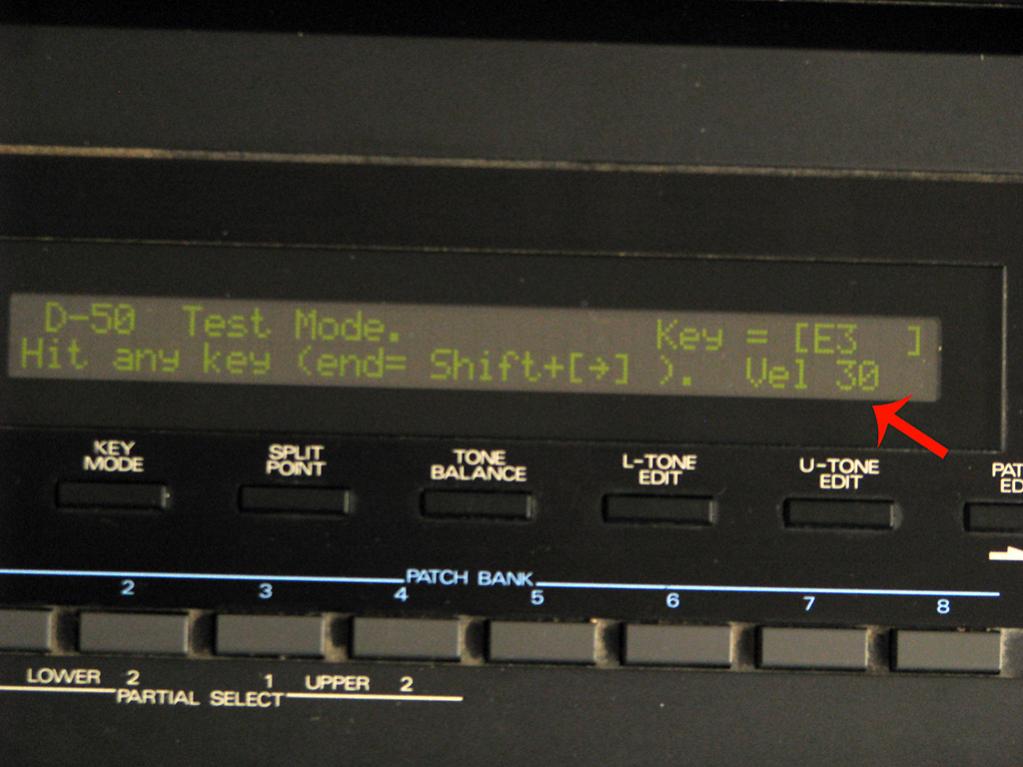 D-50 Test Mode. Key = [E3 ]
Hit any key (end= Shift+[→] ). Vel 30
KEY MODE
SPLIT POINT
TONE BALANCE
L-TONE EDIT
U-TONE EDIT
PATCH BANK
2 3 4 5 6 7 8
LOWER 2 1 UPPER 2
PARTIAL SELECT